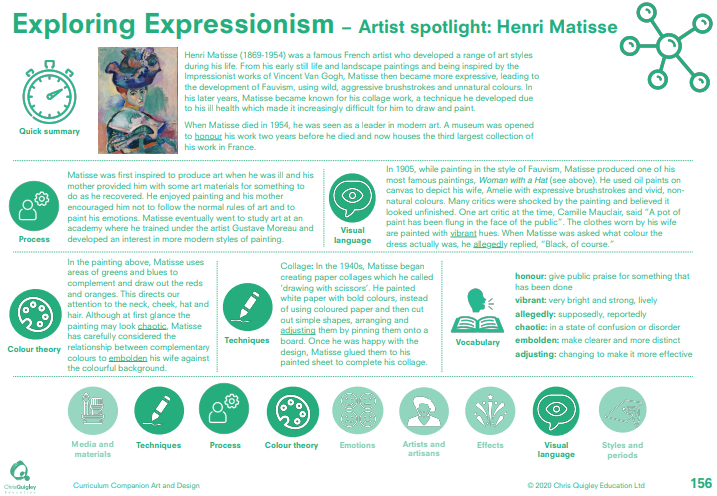 Exploring Expressionism – Artist spotlight: Henri Matisse
Quick summary
Henri Matisse (1869-1954) was a famous French artist who developed a range of art styles
during his life. From his early still life and landscape paintings and being inspired by the
Impressionist works of Vincent Van Gogh, Matisse then became more expressive, leading to
the development of Fauvism, using wild, aggressive brushstrokes and unnatural colours. In
his later years, Matisse became known for his collage work, a technique he developed due
to his ill health which made it increasingly difficult for him to draw and paint.
When Matisse died in 1954, he was seen as a leader in modern art. A museum was opened
to honour his work two years before he died and now houses the third largest collection of
his work in France.
Process
Matisse was first inspired to produce art when he was ill and his
mother provided him with some art materials for something to
do as he recovered. He enjoyed painting and his mother
encouraged him not to follow the normal rules of art and to
paint his emotions. Matisse eventually went to study art at an
academy where he trained under the artist Gustave Moreau and
developed an interest in more modern styles of painting.
Visual
language
In 1905, while painting in the style of Fauvism, Matisse produced one of his
most famous paintings, Woman with a Hat (see above). He used oil paints on
canvas to depict his wife, Amelie with expressive brushstrokes and vivid, non-
natural colours. Many critics were shocked by the painting and believed it
looked unfinished. One art critic at the time, Camille Mauclair, said “A pot of
paint has been flung in the face of the public”. The clothes worn by his wife
are painted with vibrant hues. When Matisse was asked what colour the
dress actually was, he allegedly replied, “Black, of course.”
Colour theory
In the painting above, Matisse uses
areas of greens and blues to
complement and draw out the reds
and oranges. This directs our
attention to the neck, cheek, hat and
hair. Although at first glance the
painting may look chaotic, Matisse
has carefully considered the
relationship between complementary
colours to embolden his wife against
the colourful background.
Techniques
Collage: In the 1940s, Matisse began
creating paper collages which he called
‘drawing with scissors’. He painted
white paper with bold colours, instead
of using coloured paper and then cut
out simple shapes, arranging and
adjusting them by pinning them onto a
board. Once he was happy with the
design, Matisse glued them to his
painted sheet to complete his collage.
Vocabulary
honour: give public praise for something that
has been done
vibrant: very bright and strong, lively
allegedly: supposedly, reportedly
chaotic: in a state of confusion or disorder
embolden: make clearer and more distinct
adjusting: changing to make it more effective
Media and
materials
Techniques
Process
Colour theory
Emotions
Artists and
artisans
Effects
Visual
language
Styles and
periods
ChrisQuigley
Education
Curriculum Companion Art and Design
© 2020 Chris Quigley Education Ltd
156